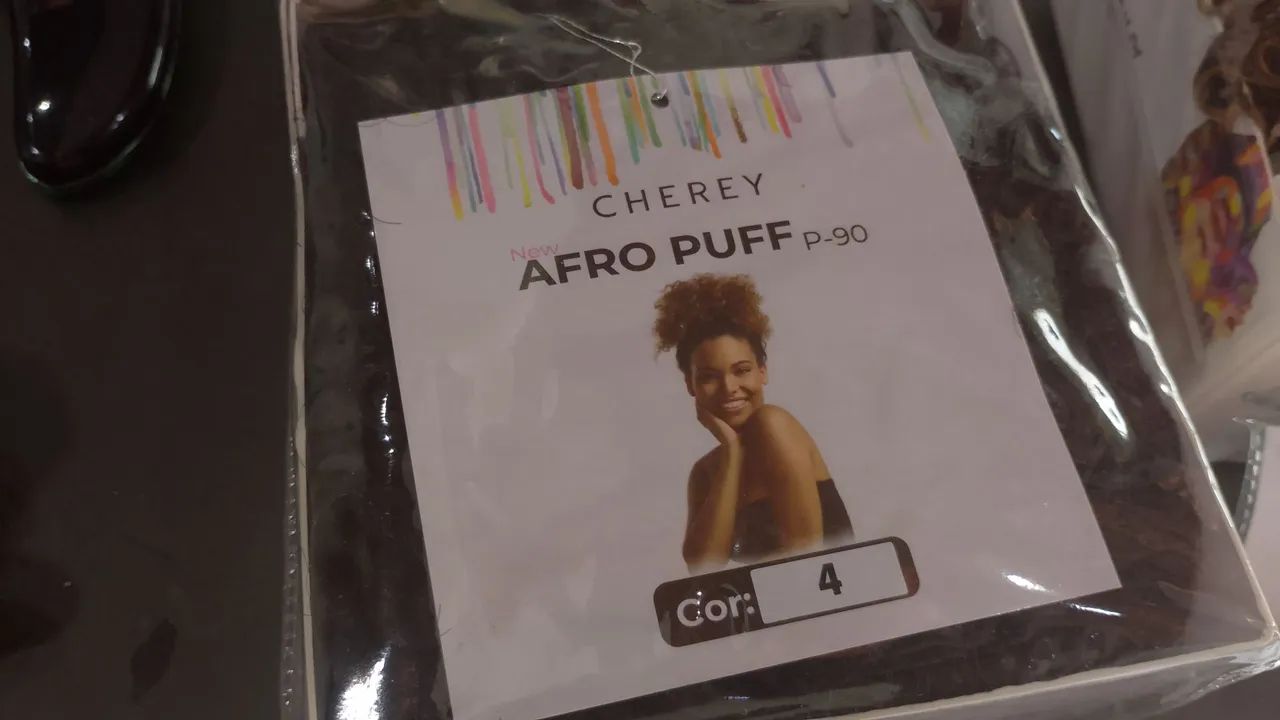 CHEREY
New
AFRO PUFF P-90
Cor: 4